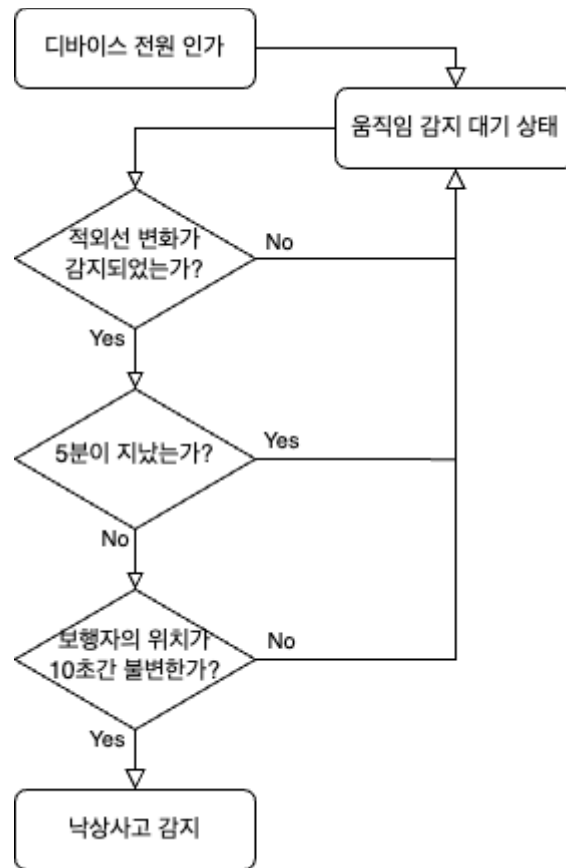 디바이스 전원 인가
움직임 감지 대기 상태
적외선 변화가
감지되었는가?
No
Yes
5분이 지났는가?
Yes
No
보행자의 위치가
10초간 불변한가?
No
Yes
낙상사고 감지